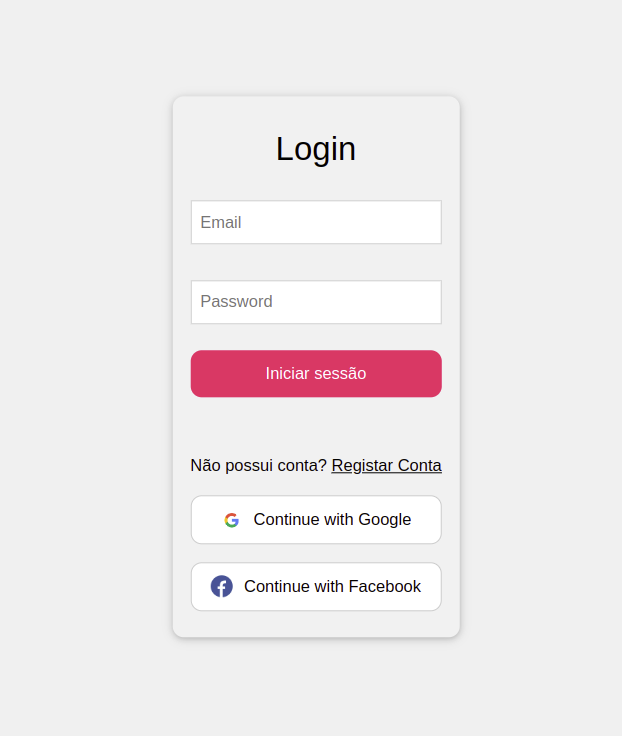 Login
Email
Password
Iniciar sessão
Não possui conta? Registar Conta
Continue with Google
Continue with Facebook